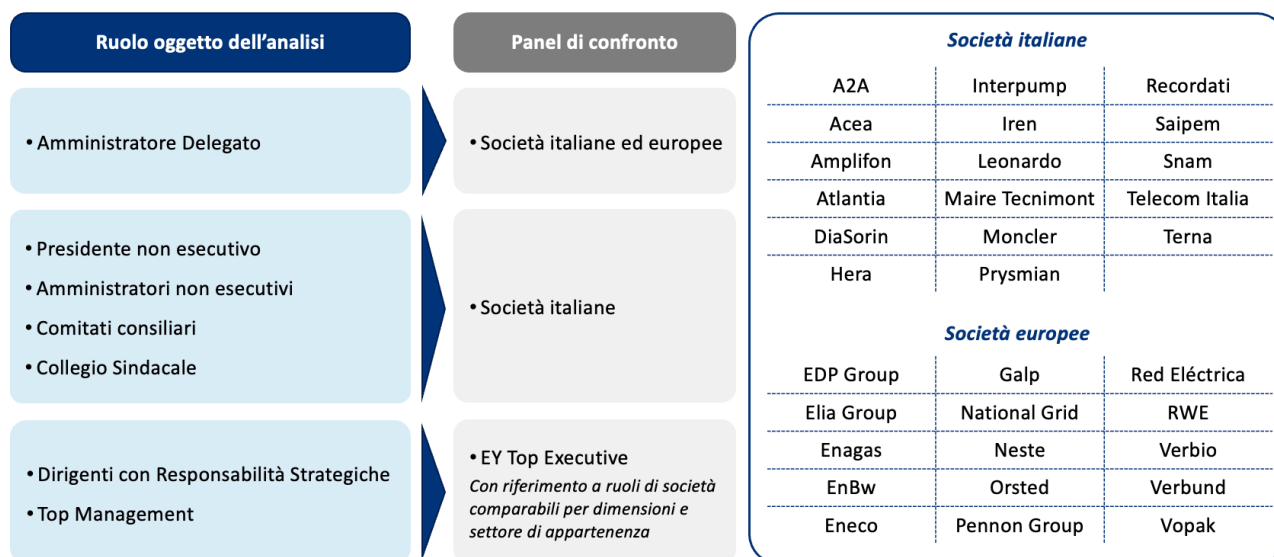 Ruolo oggetto dell'analisi
Panel di confronto
• Amministratore Delegato
• Società italiane ed europee
• Presidente non esecutivo
• Amministratori non esecutivi
• Comitati consiliari
• Collegio Sindacale
• Società italiane
• Dirigenti con Responsabilità Strategiche
• Top Management
• EY Top Executive
Con riferimento a ruoli di società
comparabili per dimensioni e
settore di appartenenza
Società italiane
A2A Interpump Recordati
Acea Iren Saipem
Amplifon Leonardo Snam
Atlantia Maire Tecnimont Telecom Italia
DiaSorin Moncler Terna
Hera Prysmian
Società europee
EDP Group Galp Red Eléctrica
Elia Group National Grid RWE
Enagas Neste Verbio
EnBw Orsted Verbund
Eneco Pennon Group Vopak